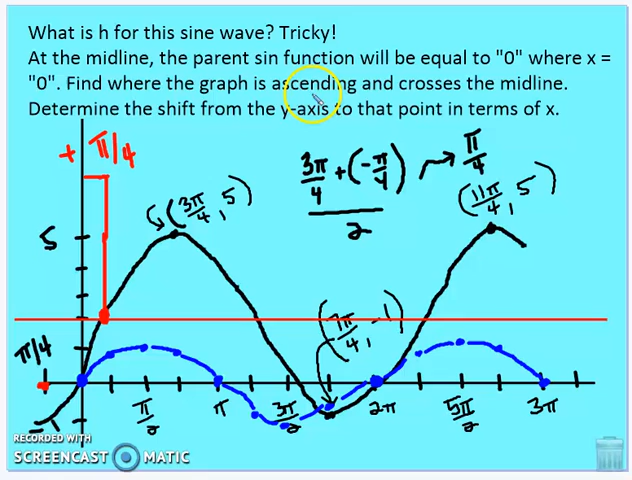 What is h for this sine wave? Tricky!
At the midline, the parent sin function will be equal to "0" where x =
"0". Find where the graph is ascending and crosses the midline.
Determine the shift from the y-axis to that point in terms of x.
+ π/4
3π/4 + (-π/4)
2
π/4
(3π/4, 5)
(11π/4, 5)
5
(7π/4, -1)
π/4
π/2
π
3π/2
2π
5π/2
3π
-1
RECORDED WITH
SCREENCAST MATIC